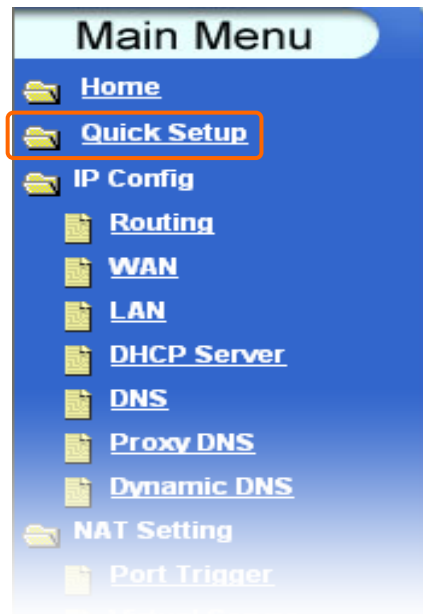 Main Menu
Home
Quick Setup
IP Config
Routing
WAN
LAN
DHCP Server
DNS
Proxy DNS
Dynamic DNS
NAT Setting
Port Trigger